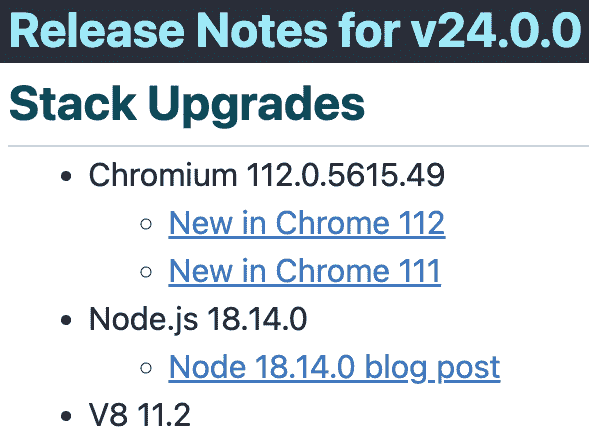 Release Notes for v24.0.0
Stack Upgrades
Chromium 112.0.5615.49
New in Chrome 112
New in Chrome 111
Node.js 18.14.0
Node 18.14.0 blog post
V8 11.2